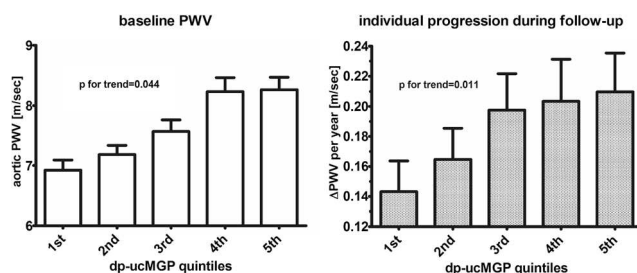 baseline PWV
aortic PWV [m/sec]
9
8
7
6
p for trend=0.044
1st
2nd
3rd
4th
5th
dp-ucMGP quintiles
individual progression during follow-up
ΔPWV per year [m/sec]
0.24
0.22
0.20
0.18
0.16
0.14
0.12
p for trend=0.011
1st
2nd
3rd
4th
5th
dp-ucMGP quintiles